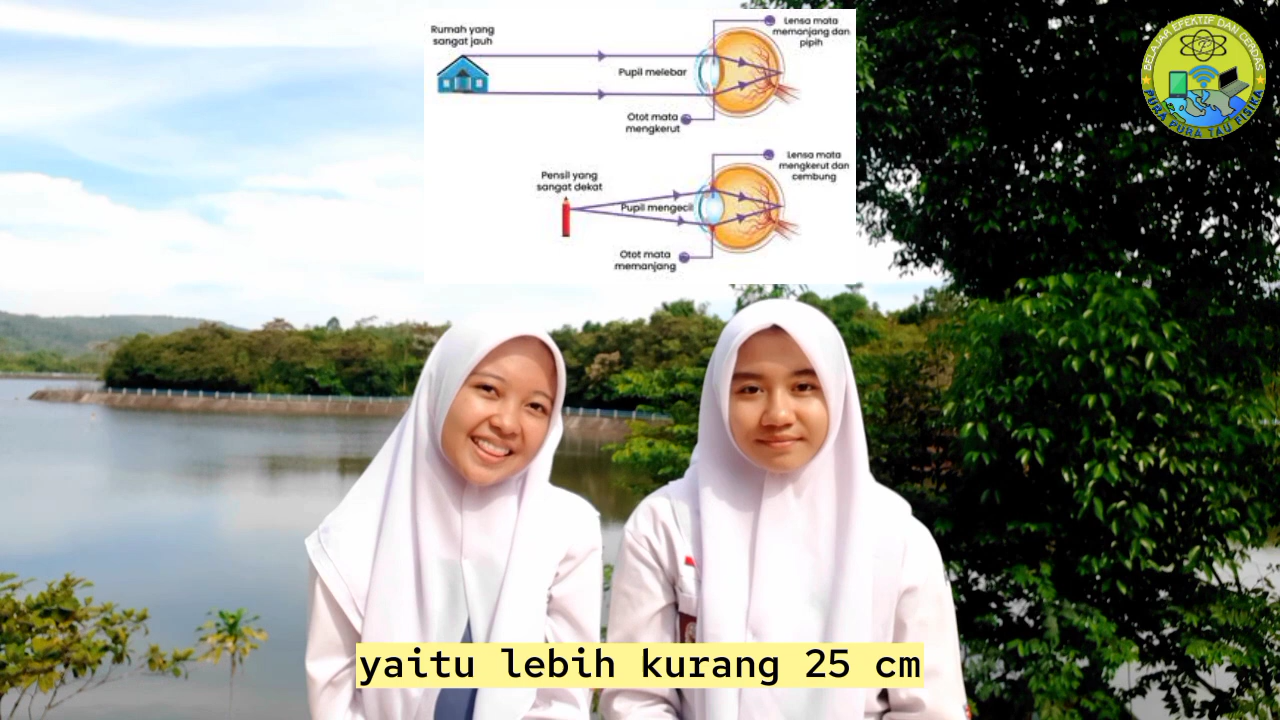 Rumah yang
sangat jauh
Lensa mata
memanjang dan
pipih
Pupil melebar
Otot mata
mengkerut
Lensa mata
mengkerut dan
cembung
Pensil yang
sangat dekat
Pupil mengecil
Otot mata
memanjang
BELAJAR EFEKTIF DAN CERDAS
PURA PURA TAU FISIKA
yaitu lebih kurang 25 cm